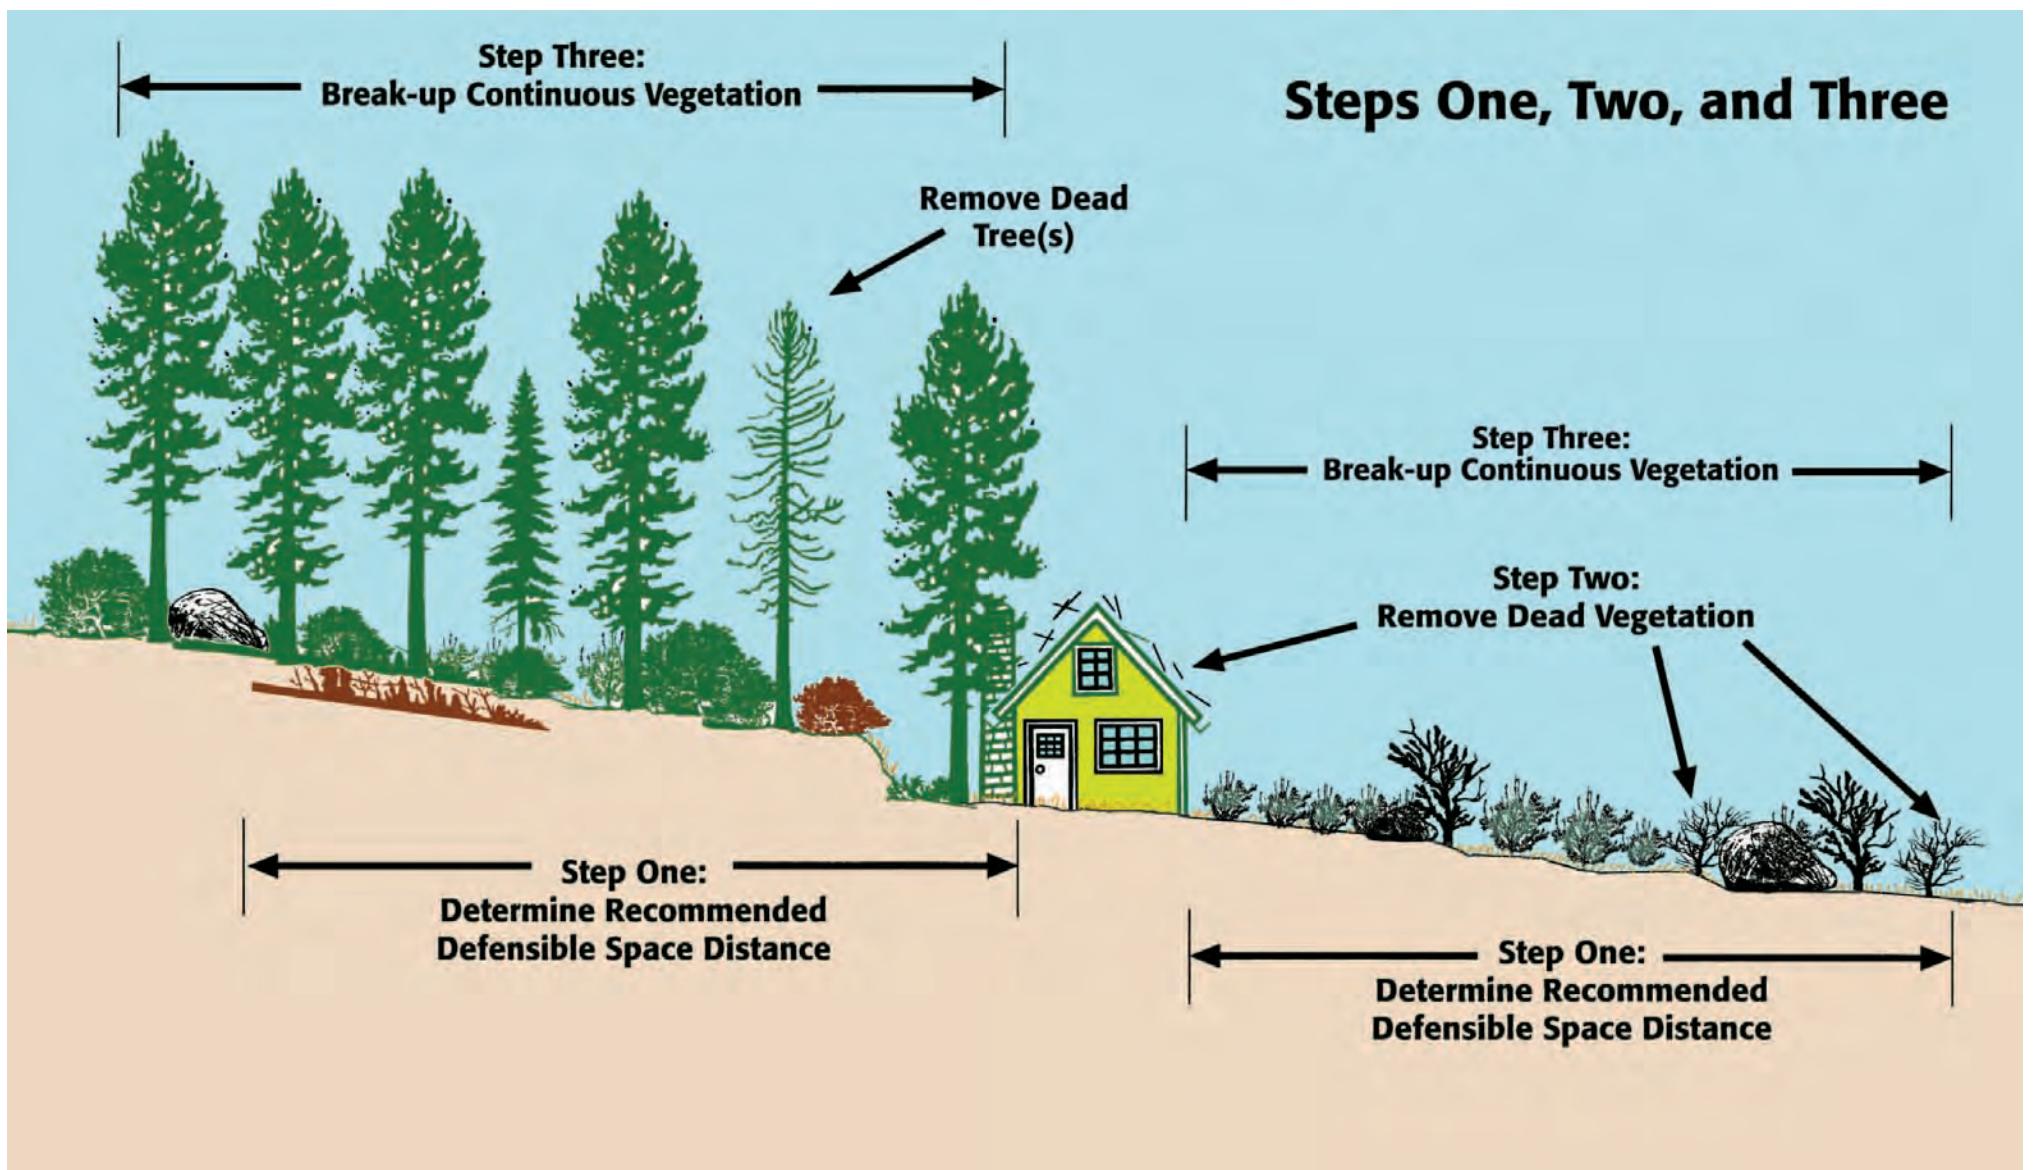 Steps One, Two, and Three
Step Three:
Break-up Continuous Vegetation
Remove Dead
Tree(s)
Step Three:
Break-up Continuous Vegetation
Step Two:
Remove Dead Vegetation
Step One:
Determine Recommended
Defensible Space Distance
Step One:
Determine Recommended
Defensible Space Distance